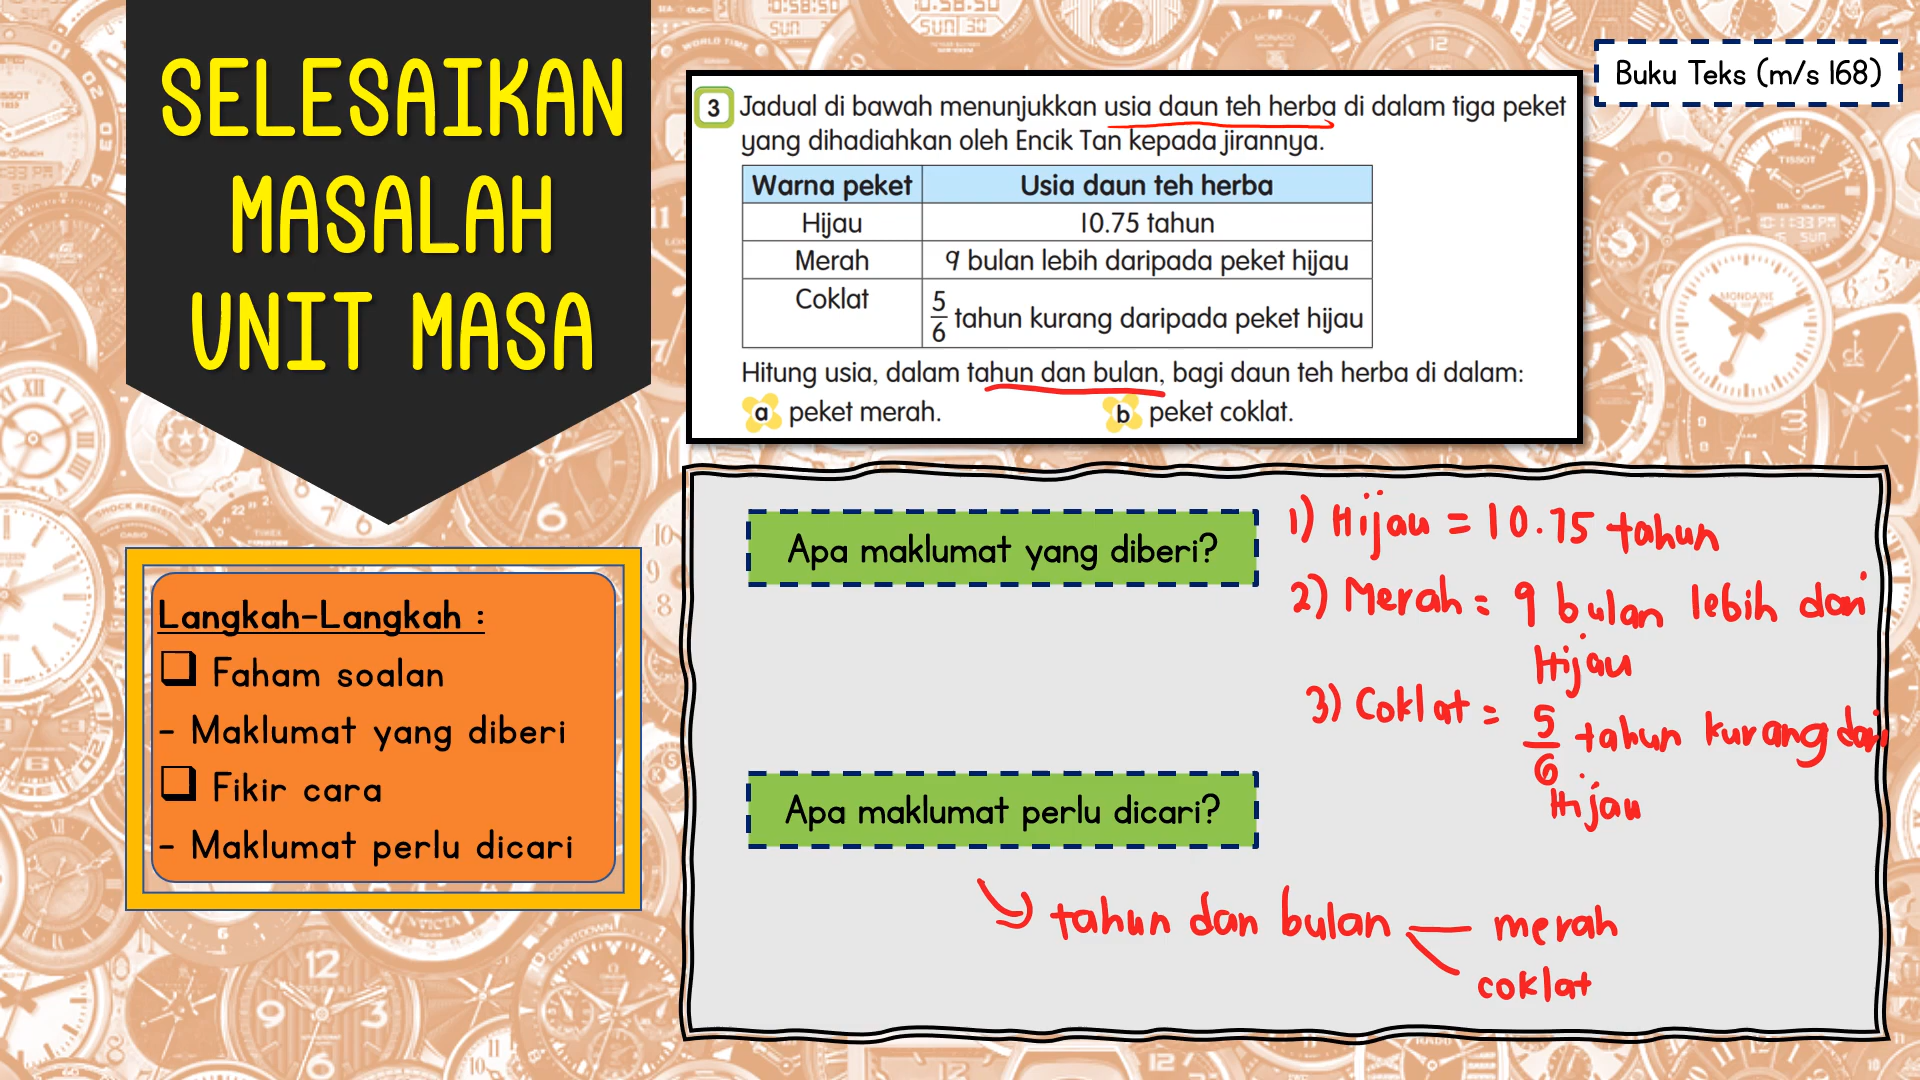 SELESAIKAN
MASALAH
UNIT MASA
Buku Teks (m/s 168)
3 Jadual di bawah menunjukkan usia daun teh herba di dalam tiga peket
yang dihadiahkan oleh Encik Tan kepada jirannya.
Warna peket Usia daun teh herba
Hijau 10.75 tahun
Merah 9 bulan lebih daripada peket hijau
Coklat 5/6 tahun kurang daripada peket hijau
Hitung usia, dalam tahun dan bulan, bagi daun teh herba di dalam:
a peket merah. b peket coklat.
Langkah-Langkah :
❑ Faham soalan
- Maklumat yang diberi
❑ Fikir cara
- Maklumat perlu dicari
Apa maklumat yang diberi?
1) Hijau = 10.75 tahun
2) Merah = 9 bulan lebih dari
Hijau
3) Coklat = 5/6 tahun kurang dari
Hijau
Apa maklumat perlu dicari?
tahun dan bulan — merah
coklat